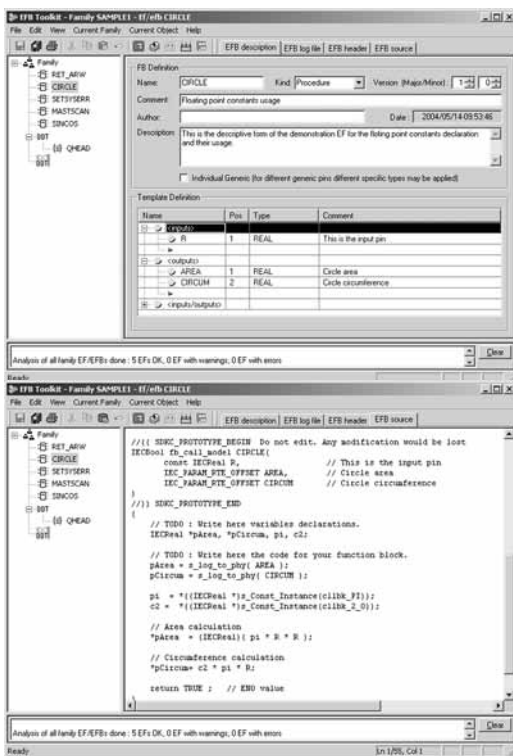 EFB Toolkit - Family SAMPLE1 - Ef/efb CIRCLE
File Edit View Current Family Current Object Help
EFB description EFB log file EFB header EFB source
Family
RET_ARW
CIRCLE
SETSYSERR
MASTSCAN
SINCOS
DDT
QHEAD
FB Definition
Name: CIRCLE Kind: Procedure Version (Major/Minor): 1 0
Comment: Floating point constants usage
Author: Date: 2004/05/14-09:53:46
Description: This is the descriptive form of the demonstration EF for the floting point constants declaration
and their usage.
Individual Generic (for different generic pins different specific types may be applied)
Template Definition
Name Pos Type Comment
<inputs>
R 1 REAL This is the input pin
<outputs>
AREA 1 REAL Circle area
CIRCUM 2 REAL Circle circumference
<inputs/outputs>
Analysis of all family EF/EFBs done : 5 EFs OK, 0 EF with warnings, 0 EF with errors
Clear
Ready
EFB Toolkit - Family SAMPLE1 - Ef/efb CIRCLE
File Edit View Current Family Current Object Help
EFB description EFB log file EFB header EFB source
Family
RET_ARW
CIRCLE
SETSYSERR
MASTSCAN
SINCOS
DDT
QHEAD
//{{ SDKC_PROTOTYPE_BEGIN Do not edit. Any modification would be lost
IECBool fb_call_model CIRCLE(
const IECReal R, // This is the input pin
IEC_PARAM_RTE_OFFSET AREA, // Circle area
IEC_PARAM_RTE_OFFSET CIRCUM // Circle circumference
)
//}} SDKC_PROTOTYPE_END
// TODO : Write here variables declarations.
IECReal *pArea, *pCircum, pi, c2;
// TODO : Write here the code for your function block.
pArea = s_log_to_phy( AREA );
pCircum = s_log_to_phy( CIRCUM );
pi = *((IECReal *)s_Const_Instance(clibk_PI));
c2 = *((IECReal *)s_Const_Instance(clibk_2_0));
// Area calculation
*pArea = (IECReal)( pi * R * R );
// Circumference calculation
*pCircum= c2 * pi * R;
return TRUE ; // ENO value
Analysis of all family EF/EFBs done : 5 EFs OK, 0 EF with warnings, 0 EF with errors
Clear
Ready Ln 1/55, Col 1